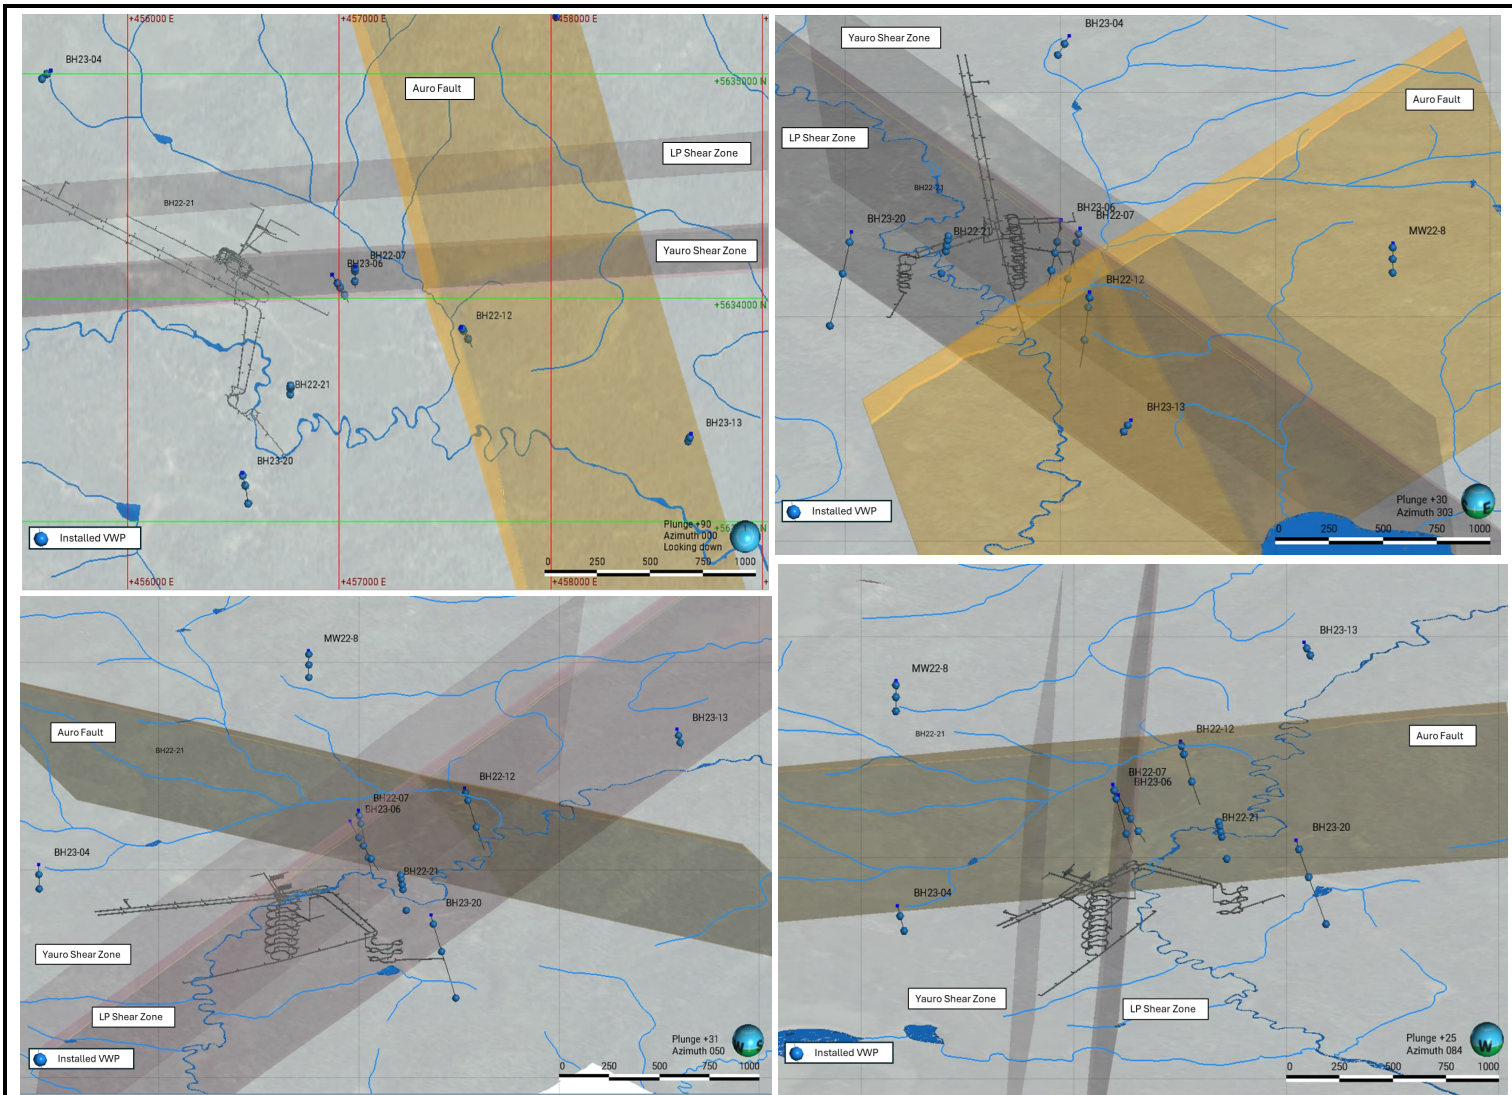 +456000 E
+457000 E
+458000 E
BH23-04
+5635000 N
Auro Fault
LP Shear Zone
BH22-21
Yauro Shear Zone
BH22-07
BH23-06
+5634000 N
BH22-12
BH22-21
BH23-13
BH23-20
Installed VWP
Plunge +90
Azimuth 000
Looking down
0 250 500 750 1000
+456000 E
+457000 E
+458000 E
BH23-04
Yauro Shear Zone
Auro Fault
LP Shear Zone
BH22-21
BH23-20
BH23-06
BH22-07
BH22-21
MW22-8
BH22-12
BH23-13
Installed VWP
Plunge +30
Azimuth 303
0 250 500 750 1000
E
MW22-8
Auro Fault
BH22-21
BH23-13
BH22-12
BH22-07
BH23-06
BH23-04
BH22-21
BH23-20
Yauro Shear Zone
LP Shear Zone
Installed VWP
Plunge +31
Azimuth 050
W S
0 250 500 750 1000
BH23-13
MW22-8
BH22-21
BH22-12
Auro Fault
BH22-07
BH23-06
BH22-21
BH23-20
BH23-04
Yauro Shear Zone
LP Shear Zone
Installed VWP
Plunge +25
Azimuth 084
W
0 250 500 750 1000